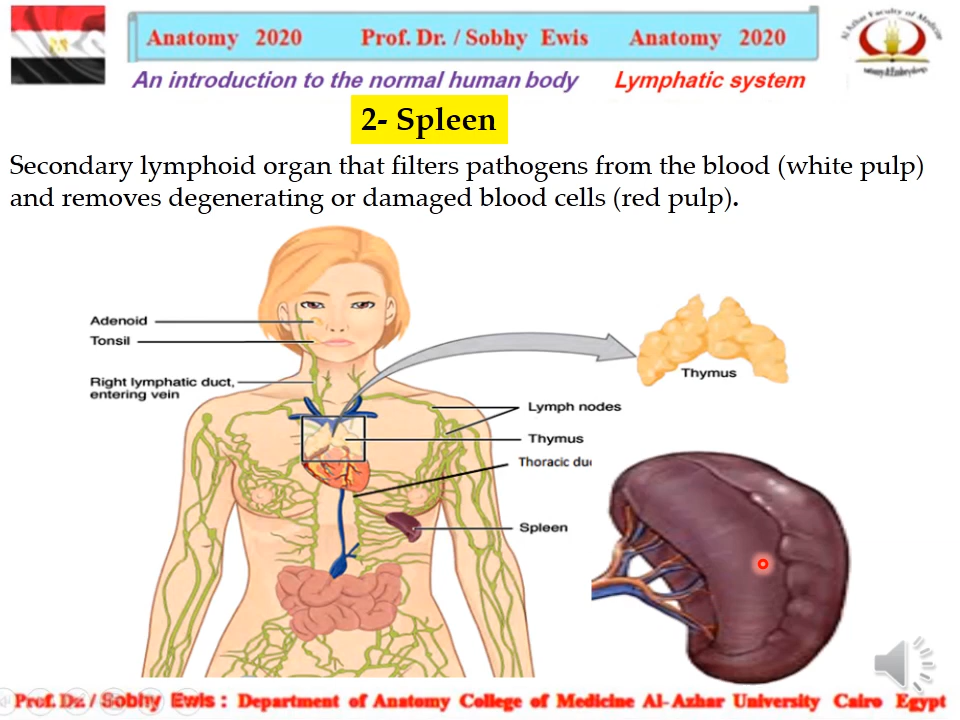 Anatomy 2020 Prof. Dr. / Sobhy Ewis Anatomy 2020
An introduction to the normal human body Lymphatic system
2- Spleen
Secondary lymphoid organ that filters pathogens from the blood (white pulp)
and removes degenerating or damaged blood cells (red pulp).
Adenoid
Tonsil
Right lymphatic duct,
entering vein
Thymus
Lymph nodes
Thymus
Thoracic du
Spleen
Prof. Dr. / Sobhy Ewis : Department of Anatomy College of Medicine Al-Azhar University Cairo Egypt